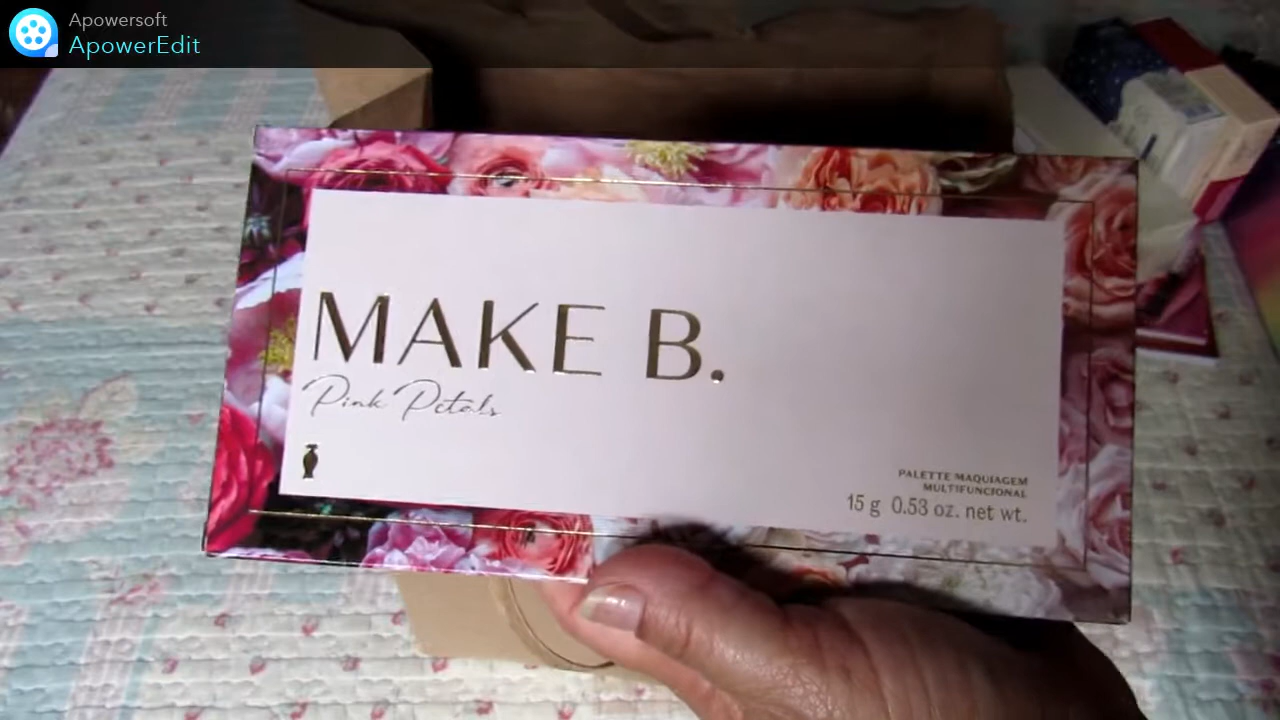 Apowersoft
ApowerEdit
MAKE B.
Pink Petals
PALETTE MAQUIAGEM
MULTIFUNCIONAL
15 g 0.53 oz. net wt.